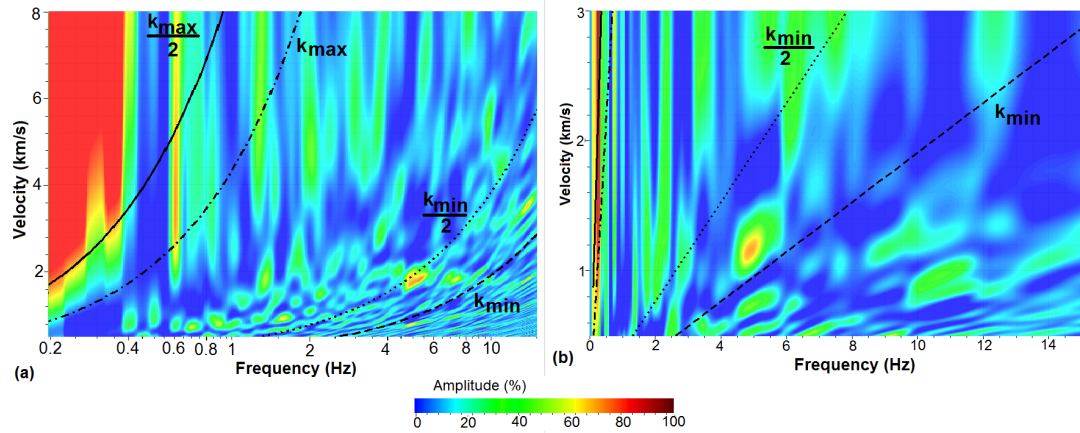 8
6
4
2
Velocity (km/s)
k_max
2
k_max
k_min
2
k_min
0.2 0.4 0.6 0.8 1 2 4 6 8 10
Frequency (Hz)
(a)
3
2
1
Velocity (km/s)
k_min
2
k_min
0 2 4 6 8 10 12 14
Frequency (Hz)
(b)
Amplitude (%)
0 20 40 60 80 100